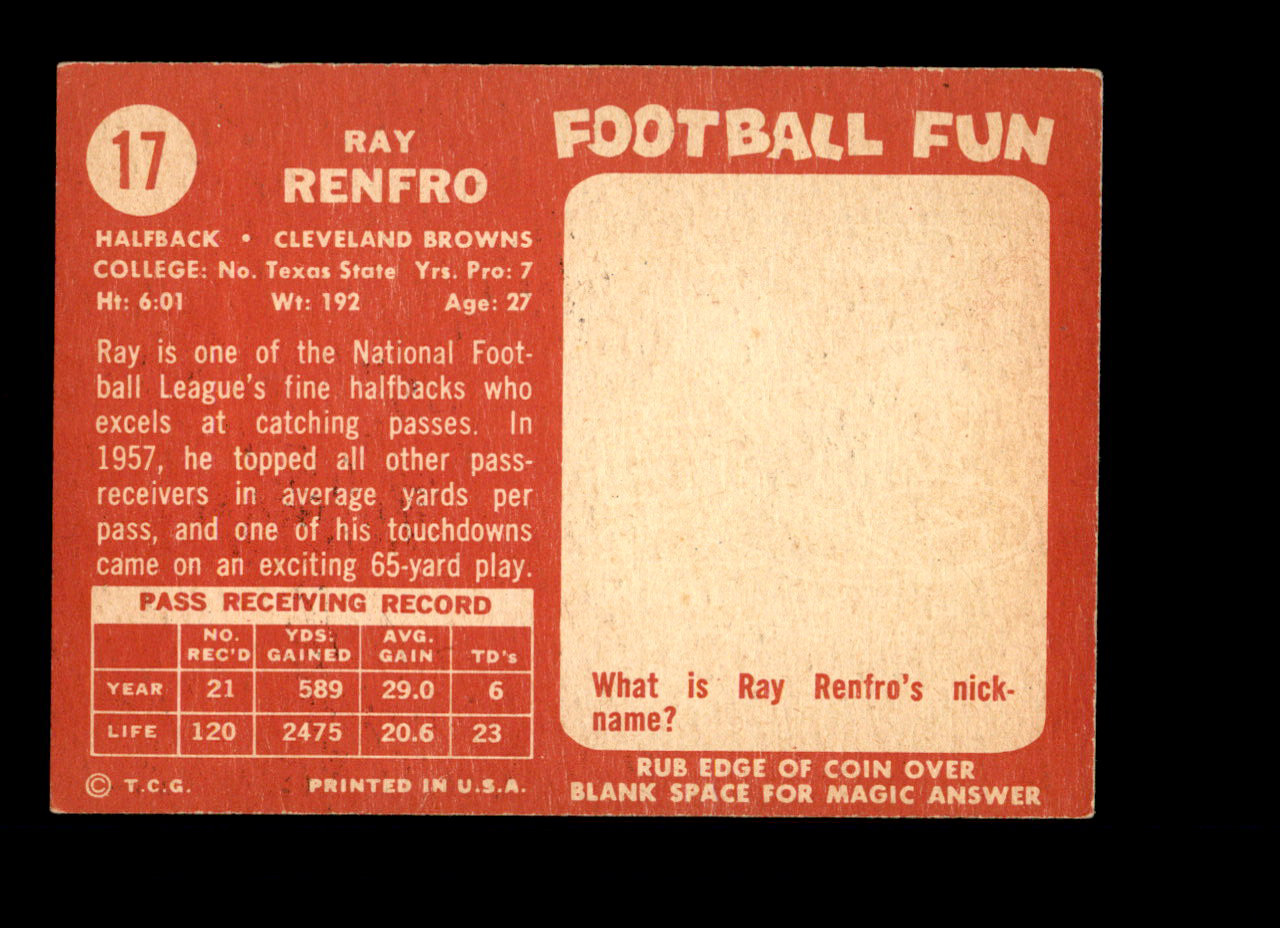 17
RAY
RENFRO
HALFBACK • CLEVELAND BROWNS
COLLEGE: No. Texas State Yrs. Pro: 7
Ht: 6:01 Wt: 192 Age: 27
Ray is one of the National Foot-
ball League's fine halfbacks who
excels at catching passes. In
1957, he topped all other pass-
receivers in average yards per
pass, and one of his touchdowns
came on an exciting 65-yard play.
PASS RECEIVING RECORD
NO. REC'D YDS. GAINED AVG. GAIN TD's
YEAR 21 589 29.0 6
LIFE 120 2475 20.6 23
© T.C.G. PRINTED IN U.S.A.
FOOTBALL FUN
What is Ray Renfro's nick-
name?
RUB EDGE OF COIN OVER
BLANK SPACE FOR MAGIC ANSWER